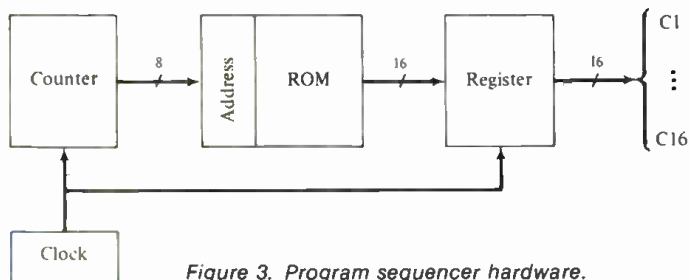 C1
8
16
16
Counter
Address
ROM
Register
⋮
C16
Clock
Figure 3. Program sequencer hardware.